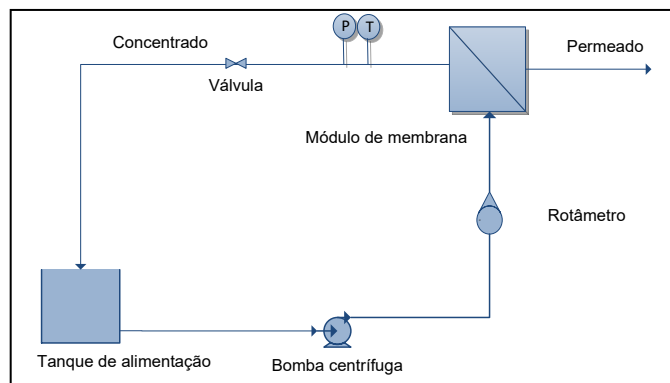 P T
Concentrado
Permeado
Válvula
Módulo de membrana
Rotâmetro
Tanque de alimentação
Bomba centrífuga